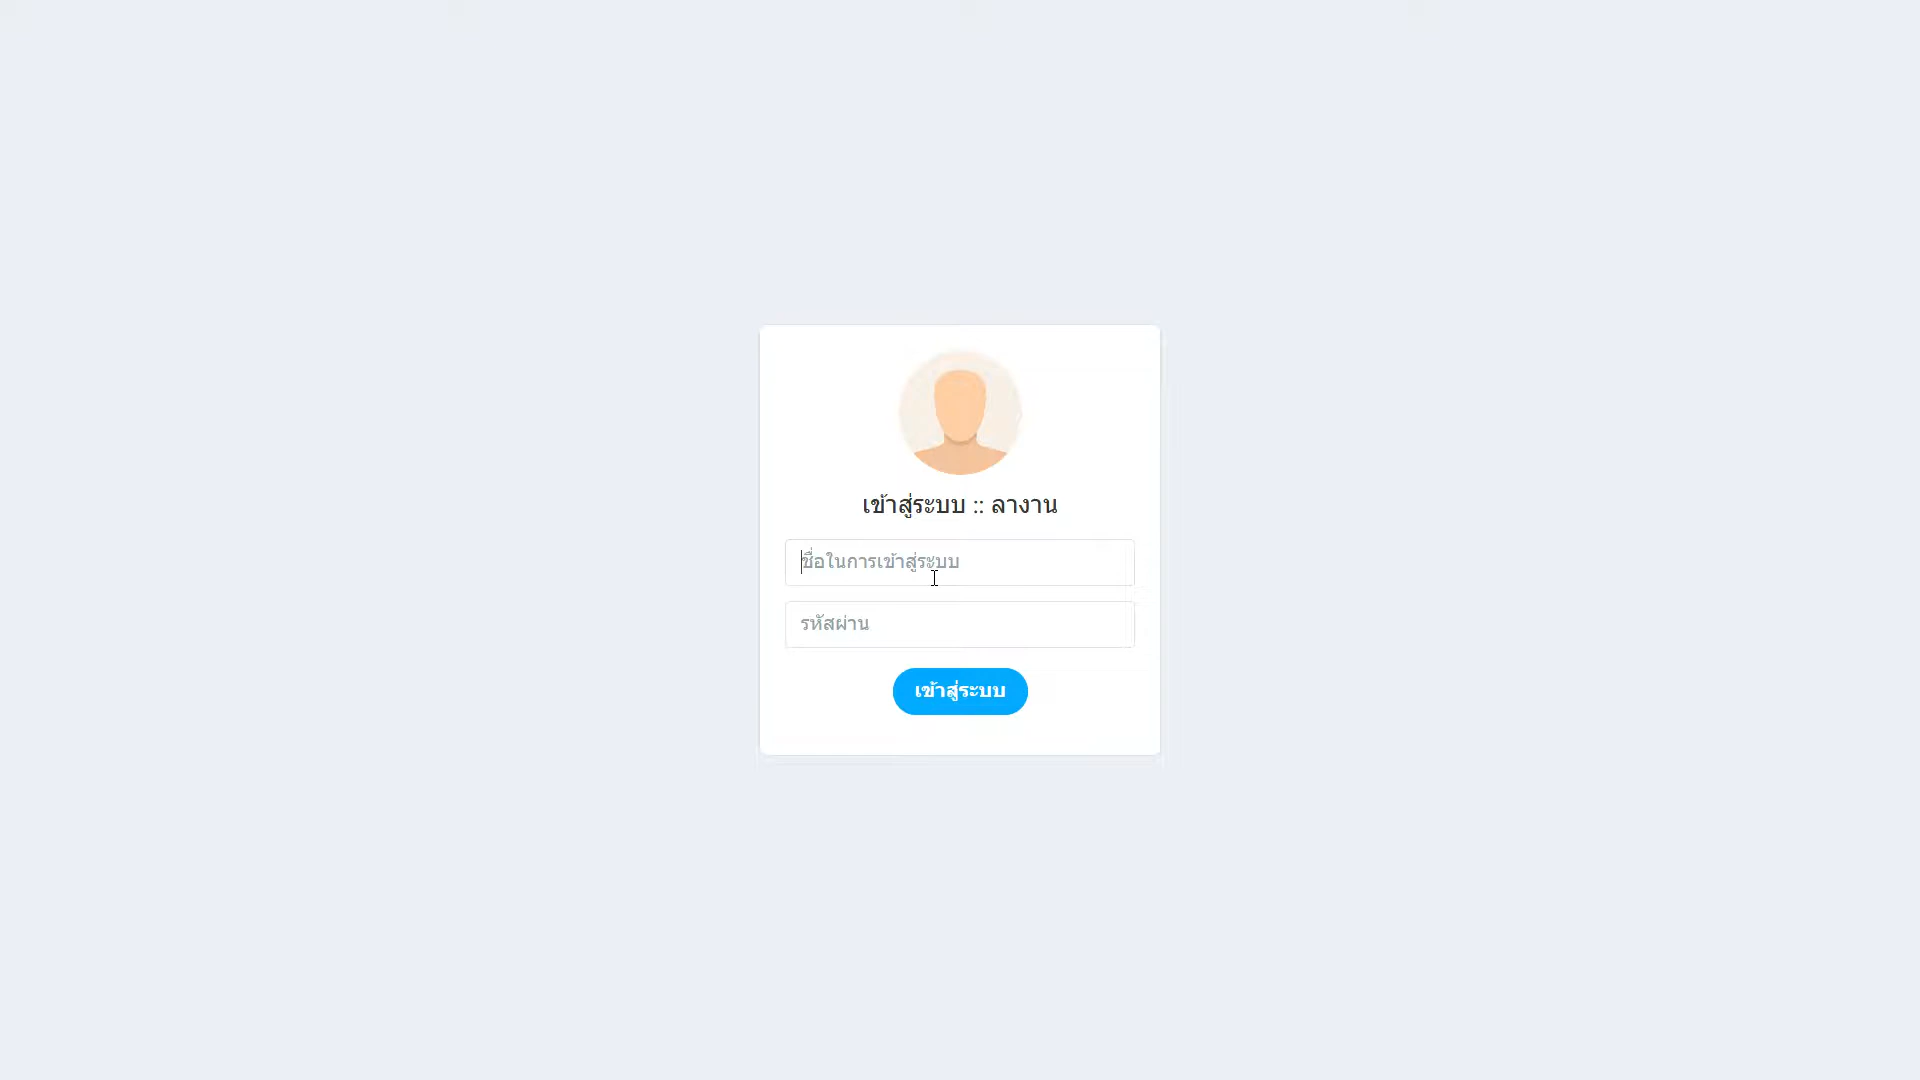 เข้าสู่ระบบ :: ลางาน
ชื่อในการเข้าสู่ระบบ
รหัสผ่าน
เข้าสู่ระบบ